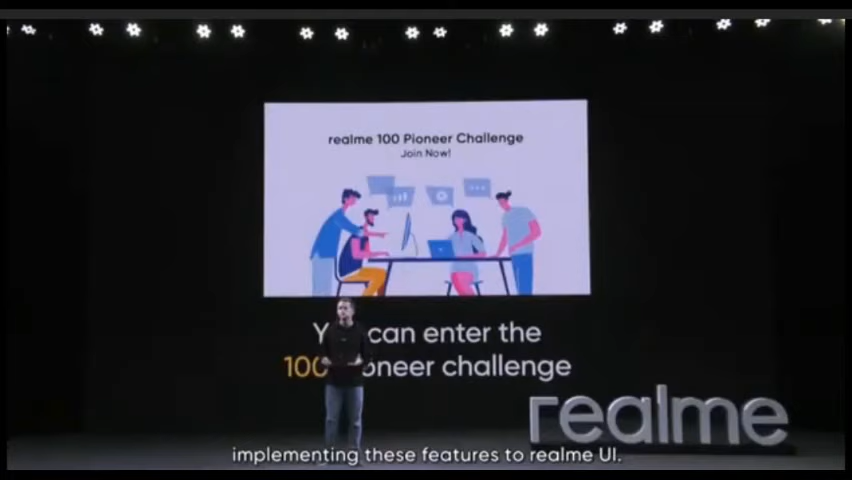 realme 100 Pioneer Challenge
Join Now!
can enter the
100 challenge
realme
implementing these features to realme UI.